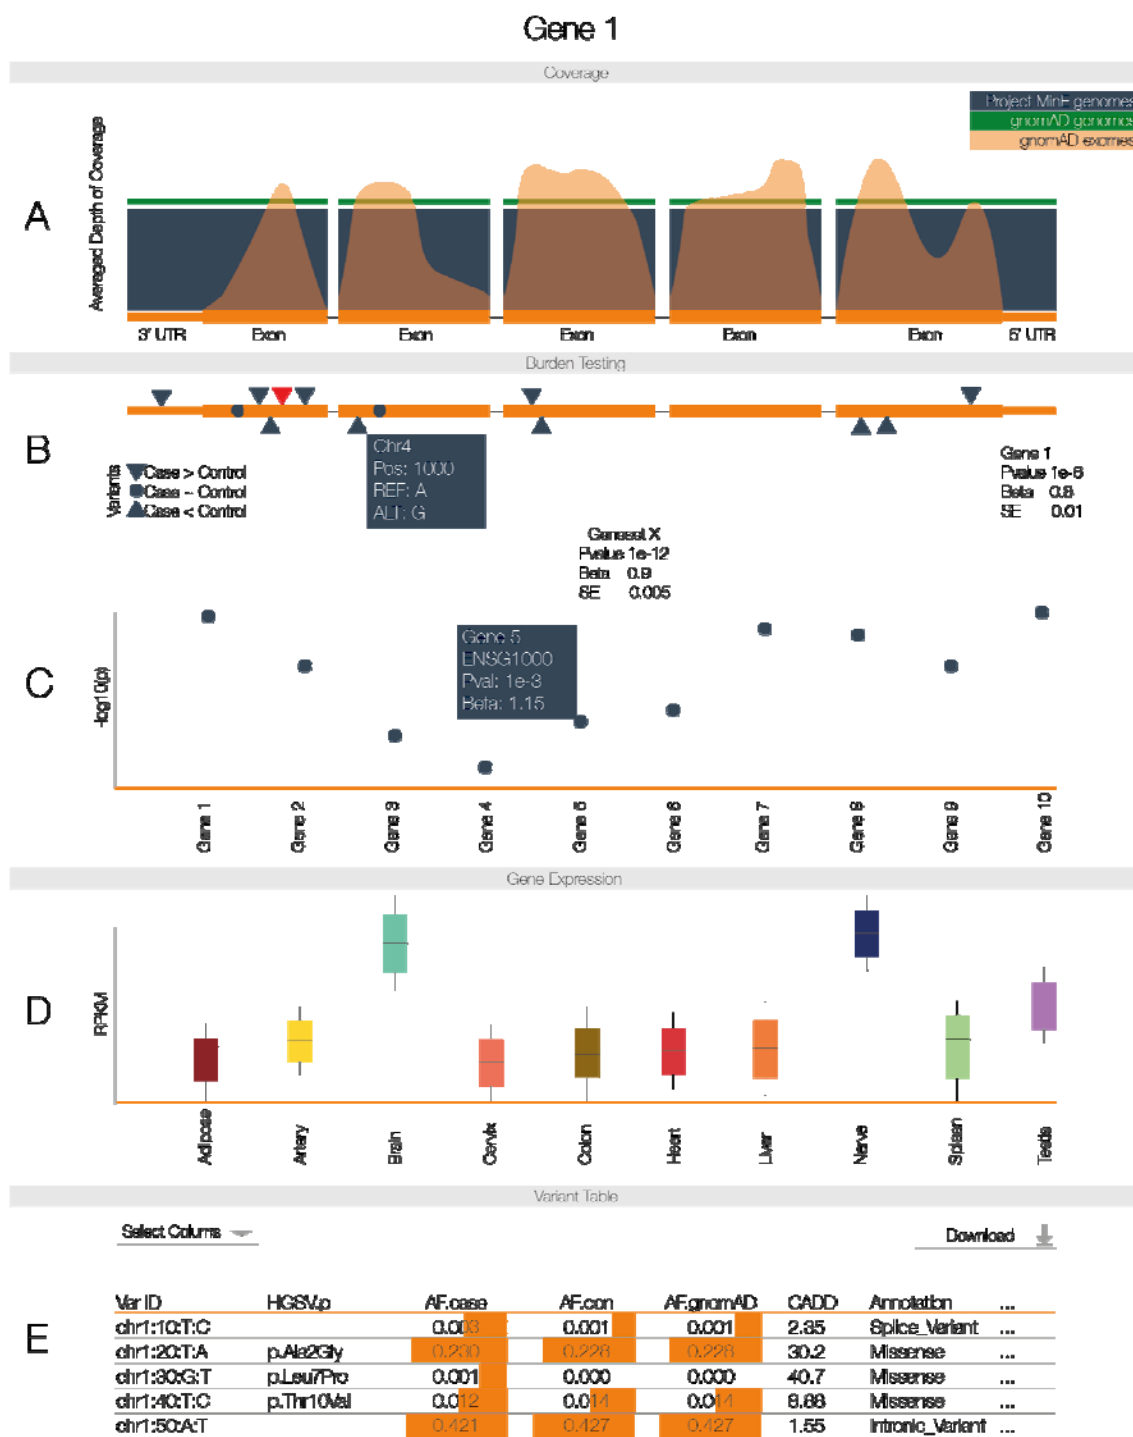 Gene 1
Coverage
Project MinE genomes
gnomAD genomes
gnomAD exomes
A
Averaged Depth of Coverage
3' UTR Exon Exon Exon Exon Exon 5' UTR
Burden Testing
B
Variants
Case > Control
Case ~ Control
Case < Control
Chr4
Pos: 1000
REF: A
ALT: G
Gene 1
Pvalue 1e-6
Beta 0.8
SE 0.01
Geneset X
Pvalue 1e-12
Beta 0.9
SE 0.005
C
-log10(p)
Gene 5
ENSG1000
Pval: 1e-3
Beta: 1.15
Gene 1 Gene 2 Gene 3 Gene 4 Gene 5 Gene 6 Gene 7 Gene 8 Gene 9 Gene 10
Gene Expression
D
RPKM
Adipose Artery Brain Cervix Colon Heart Liver Nerve Spleen Testis
Variant Table
Select Colums
Download
E
Var ID HGSV.p AF.case AF.con AF.gnomAD CADD Annotation ...
chr1:10:T:C 0.003 0.001 0.001 2.35 Splice_Variant ...
chr1:20:T:A p.Ala2Gly 0.230 0.228 0.228 30.2 Missense ...
chr1:30:G:T p.Leu7Pro 0.001 0.000 0.000 40.7 Missense ...
chr1:40:T:C p.Thr10Val 0.012 0.014 0.014 8.88 Missense ...
chr1:50:A:T 0.421 0.427 0.427 1.55 Intronic_Variant ...